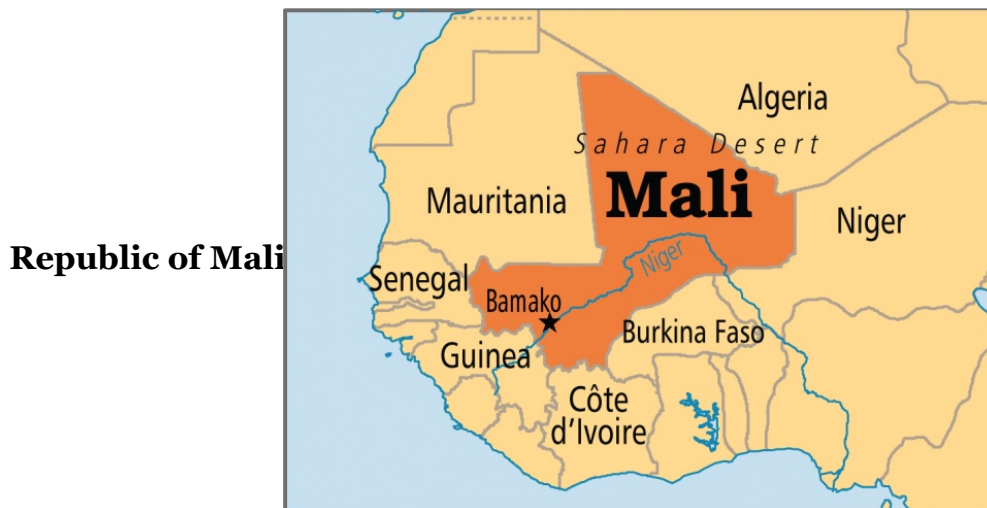 Republic of Mali
Algeria
Sahara Desert
Mali
Mauritania
Niger
Niger
Senegal
Bamako
Burkina Faso
Guinea
Côte
d'Ivoire